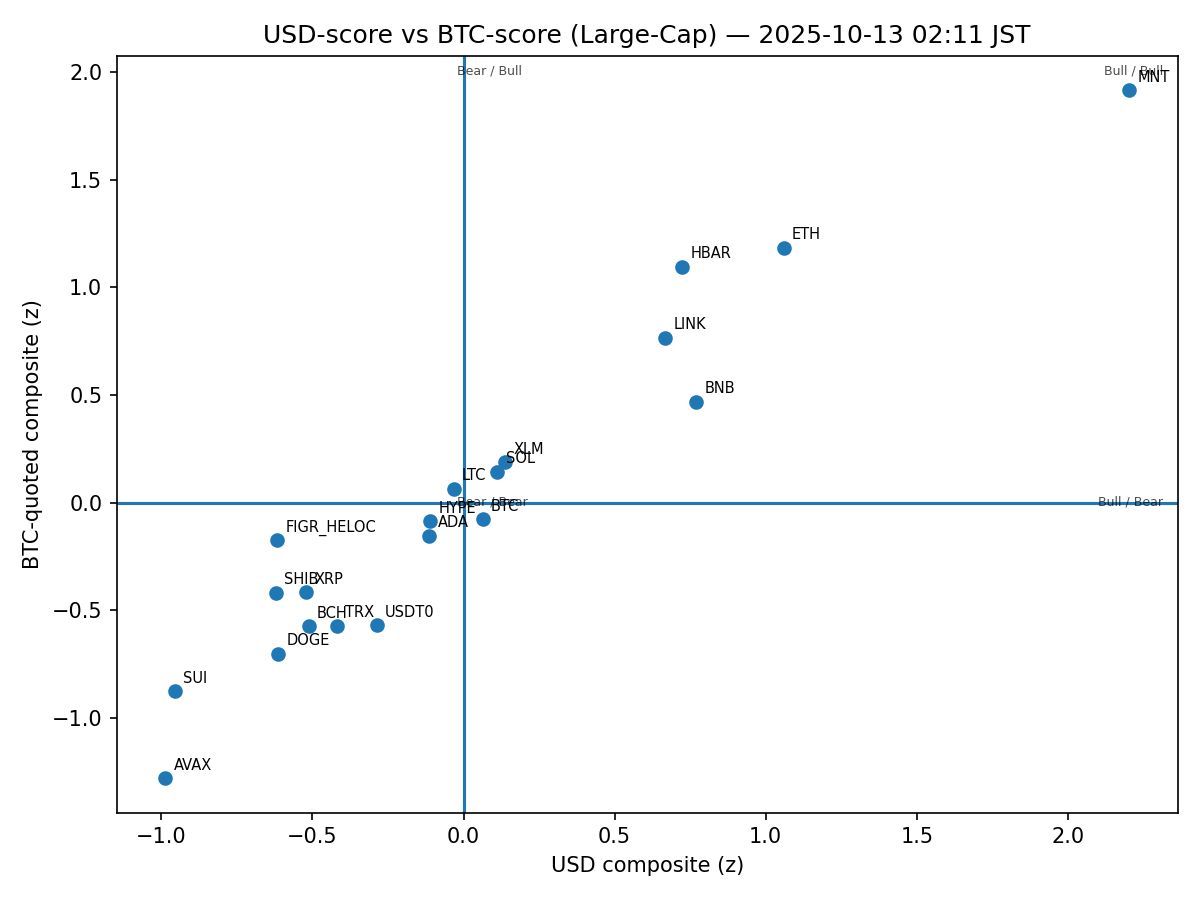 USD-score vs BTC-score (Large-Cap) — 2025-10-13 02:11 JST
2.0
Bear / Bull
Bull / Bull
MNT
1.5
ETH
HBAR
1.0
LINK
BNB
0.5
XLM
SOL
LTC
0.0
Bear / Bear
Bull / Bear
HYPE
BTC
ADA
FIGR_HELOC
SHIB
XRP
−0.5
BCH
TRX
USDT0
DOGE
SUI
−1.0
AVAX
−1.0
−0.5
0.0
0.5
1.0
1.5
2.0
USD composite (z)
BTC-quoted composite (z)